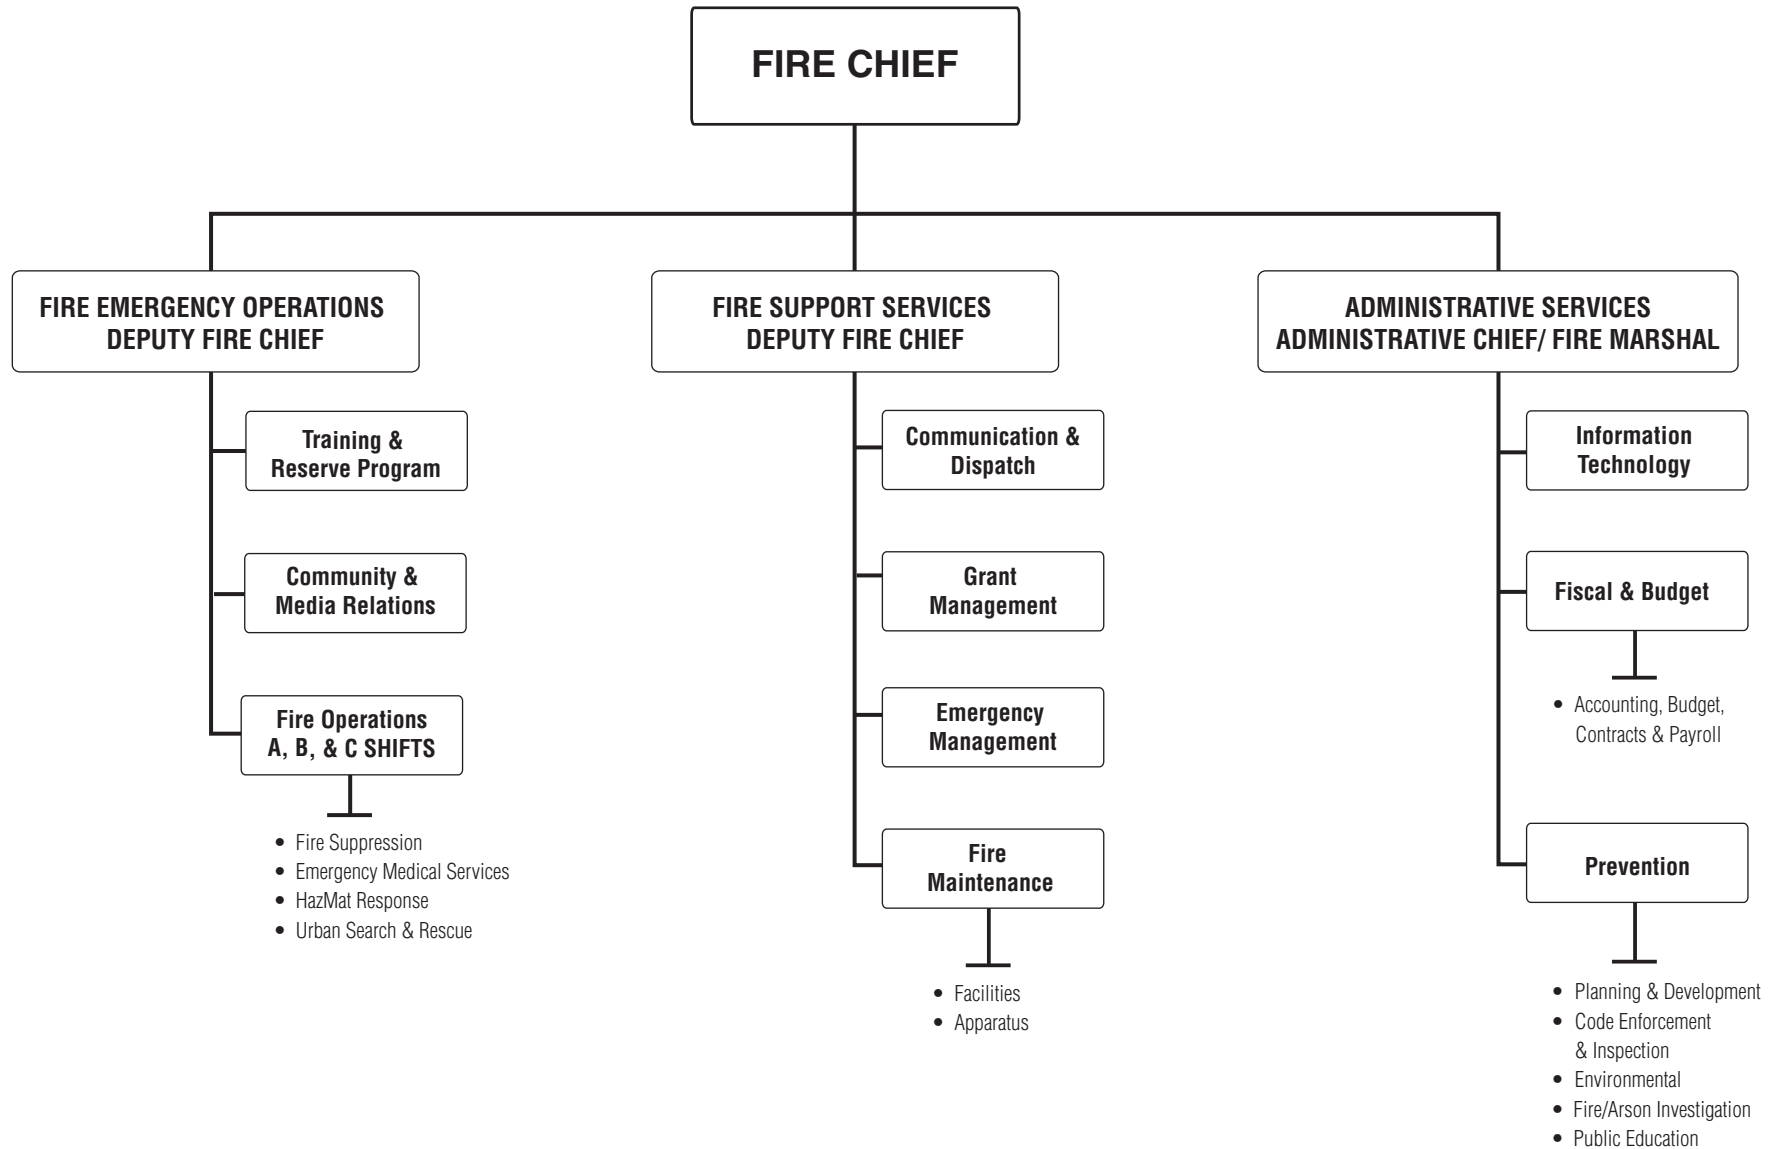 FIRE CHIEF
FIRE EMERGENCY OPERATIONS
DEPUTY FIRE CHIEF
Training &
Reserve Program
Community &
Media Relations
Fire Operations
A, B, & C SHIFTS
• Fire Suppression
• Emergency Medical Services
• HazMat Response
• Urban Search & Rescue
FIRE SUPPORT SERVICES
DEPUTY FIRE CHIEF
Communication &
Dispatch
Grant
Management
Emergency
Management
Fire
Maintenance
• Facilities
• Apparatus
ADMINISTRATIVE SERVICES
ADMINISTRATIVE CHIEF/ FIRE MARSHAL
Information
Technology
Fiscal & Budget
• Accounting, Budget,
Contracts & Payroll
Prevention
• Planning & Development
• Code Enforcement
& Inspection
• Environmental
• Fire/Arson Investigation
• Public Education